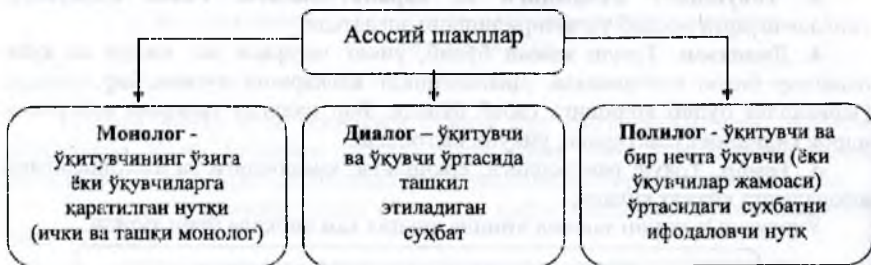 Асосий шакллар
Монолог -
ўқитувчининг ўзига
ёки ўқувчиларга
қаратилган нутқи
(ички ва ташқи монолог)
Диалог – ўқитувчи
ва ўқувчи ўртасида
ташкил
этиладиган
суҳбат
Полилог - ўқитувчи ва
бир нечта ўқувчи (ёки
ўқувчилар жамоаси)
ўртасидаги суҳбатни
ифодаловчи нутқ